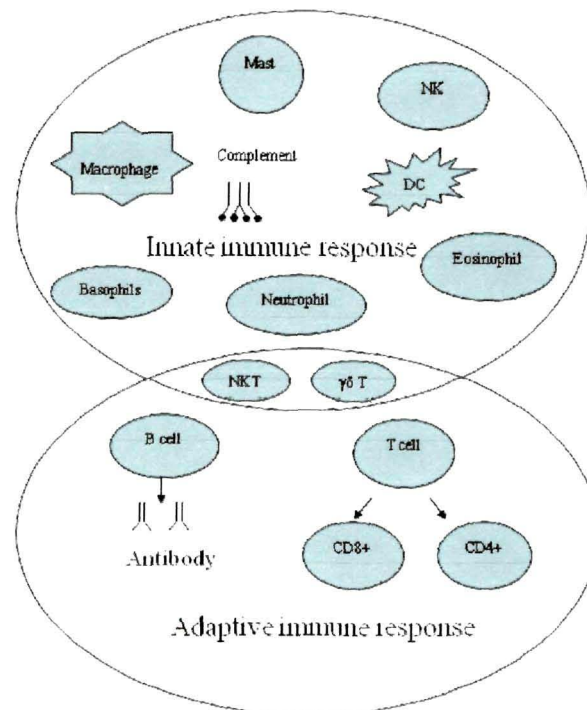 Mast
NK
Macrophage
Complement
DC
Innate immune response
Eosinophil
Basophils
Neutrophil
NKT
γδ T
B cell
T cell
CD8+
CD4+
Antibody
Adaptive immune response